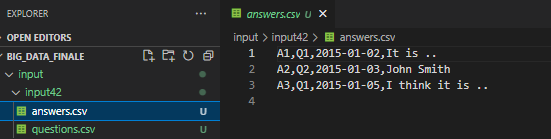 EXPLORER
OPEN EDITORS
BIG_DATA_FINALE
input
input42
answers.csv U
questions.csv U
answers.csv U
input > input42 > answers.csv
1 A1,Q1,2015-01-02,It is ..
2 A2,Q2,2015-01-03,John Smith
3 A3,Q1,2015-01-05,I think it is ..
4